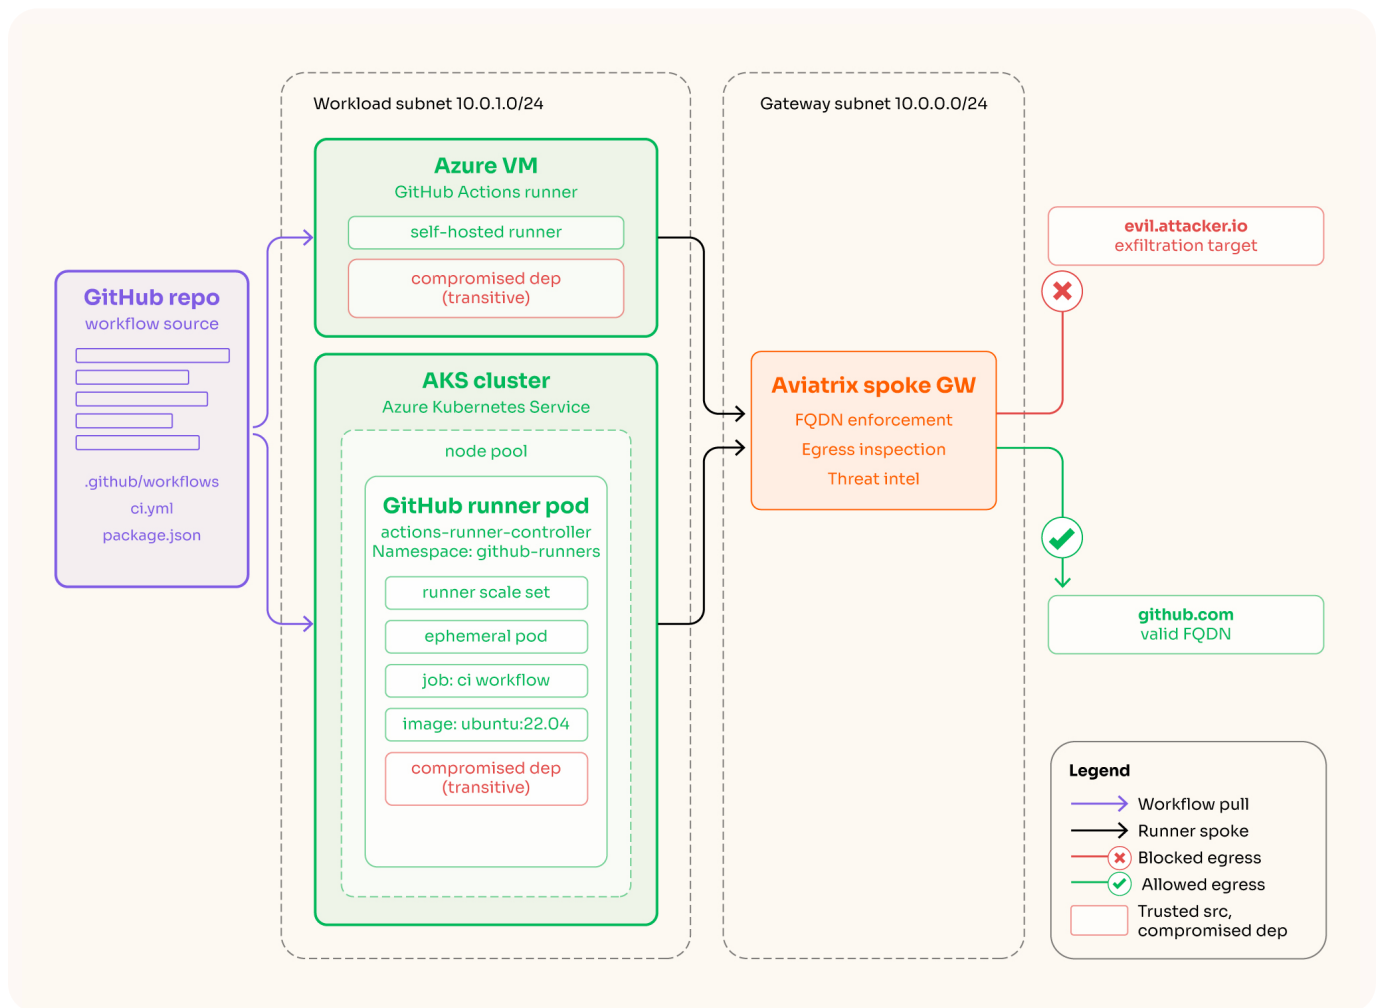 Workload subnet 10.0.1.0/24
Gateway subnet 10.0.0.0/24
Azure VM
GitHub Actions runner
self-hosted runner
compromised dep
(transitive)
GitHub repo
workflow source
.github/workflows
ci.yml
package.json
AKS cluster
Azure Kubernetes Service
node pool
GitHub runner pod
actions-runner-controller
Namespace: github-runners
runner scale set
ephemeral pod
job: ci workflow
image: ubuntu:22.04
compromised dep
(transitive)
Aviatrix spoke GW
FQDN enforcement
Egress inspection
Threat intel
evil.attacker.io
exfiltration target
github.com
valid FQDN
Legend
Workflow pull
Runner spoke
Blocked egress
Allowed egress
Trusted src,
compromised dep